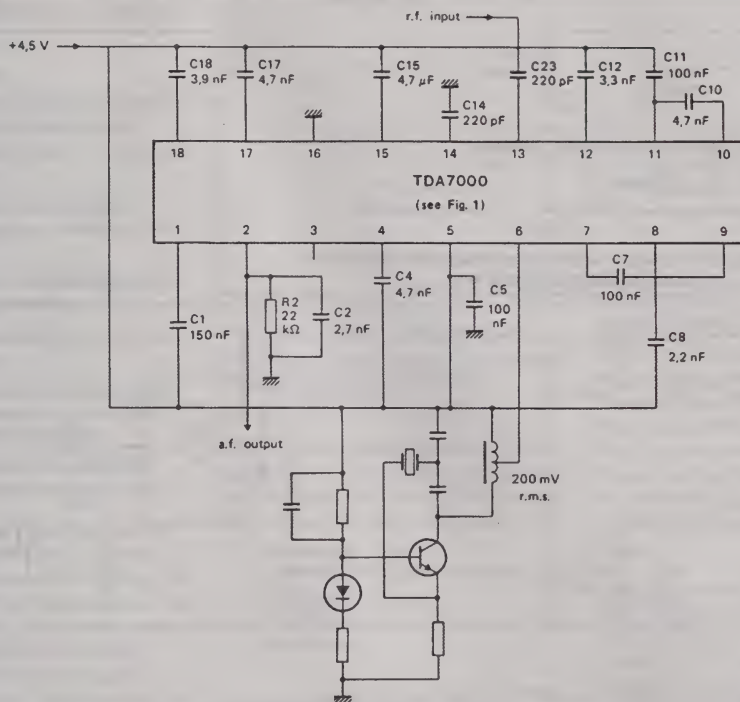 r.f. input
+4,5 V
C18
3,9 nF
C17
4,7 nF
C15
4,7 µF
C14
220 pF
C23
220 pF
C12
3,3 nF
C11
100 nF
C10
4,7 nF
18 17 16 15 14 13 12 11 10
TDA7000
(see Fig. 1)
1 2 3 4 5 6 7 8 9
C1
150 nF
R2
22
kΩ
C2
2,7 nF
C4
4,7 nF
C5
100
nF
C7
100 nF
C8
2,2 nF
a.f. output
200 mV
r.m.s.